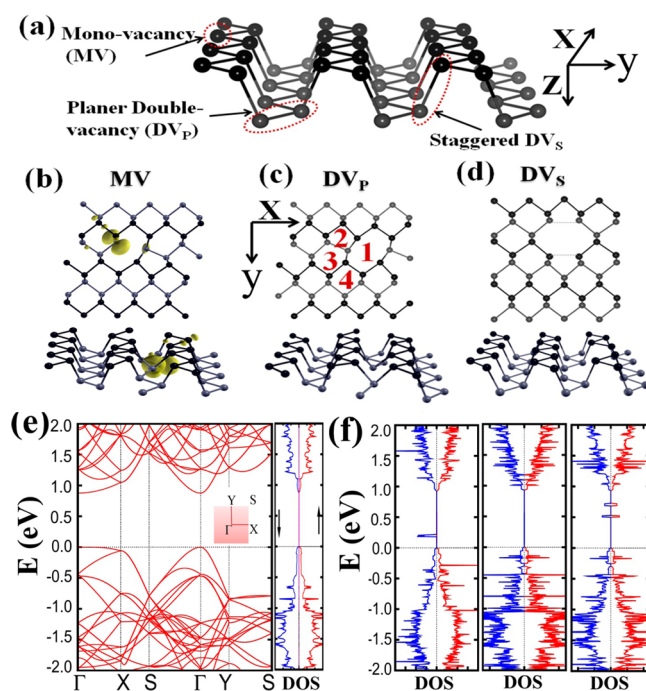 (a)
Mono-vacancy
(MV)
Planer Double-
vacancy (DVP)
Staggered DVS
X
y
Z
(b)
MV
(c)
DVP
(d)
DVS
X
y
1
2
3
4
(e)
E (eV)
2.0
1.5
1.0
0.5
0.0
-0.5
-1.0
-1.5
-2.0
Y S
Γ X
Γ X S Γ Y S
DOS
(f)
E (eV)
2.0
1.5
1.0
0.5
0.0
-0.5
-1.0
-1.5
-2.0
DOS DOS DOS